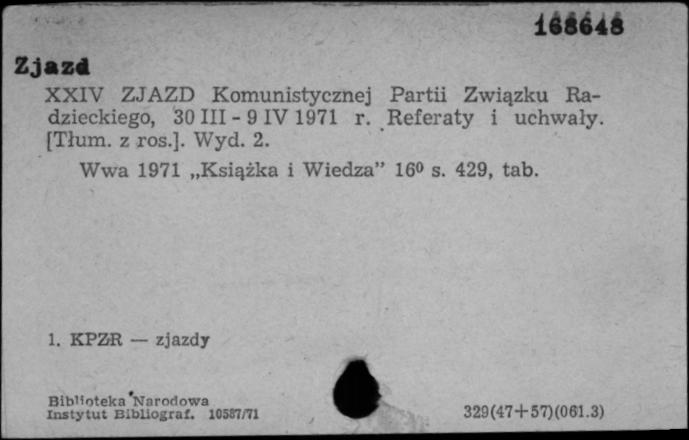 168648
Zjazd
XXIV ZJAZD Komunistycznej Partii Związku Ra-
dzieckiego, 30 III - 9 IV 1971 r. Referaty i uchwały.
[Tłum. z ros.]. Wyd. 2.
Wwa 1971 „Książka i Wiedza” 16⁰ s. 429, tab.
1. KPZR — zjazdy
Biblioteka Narodowa
Instytut Bibliograf. 10587/71
329(47+57)(061.3)